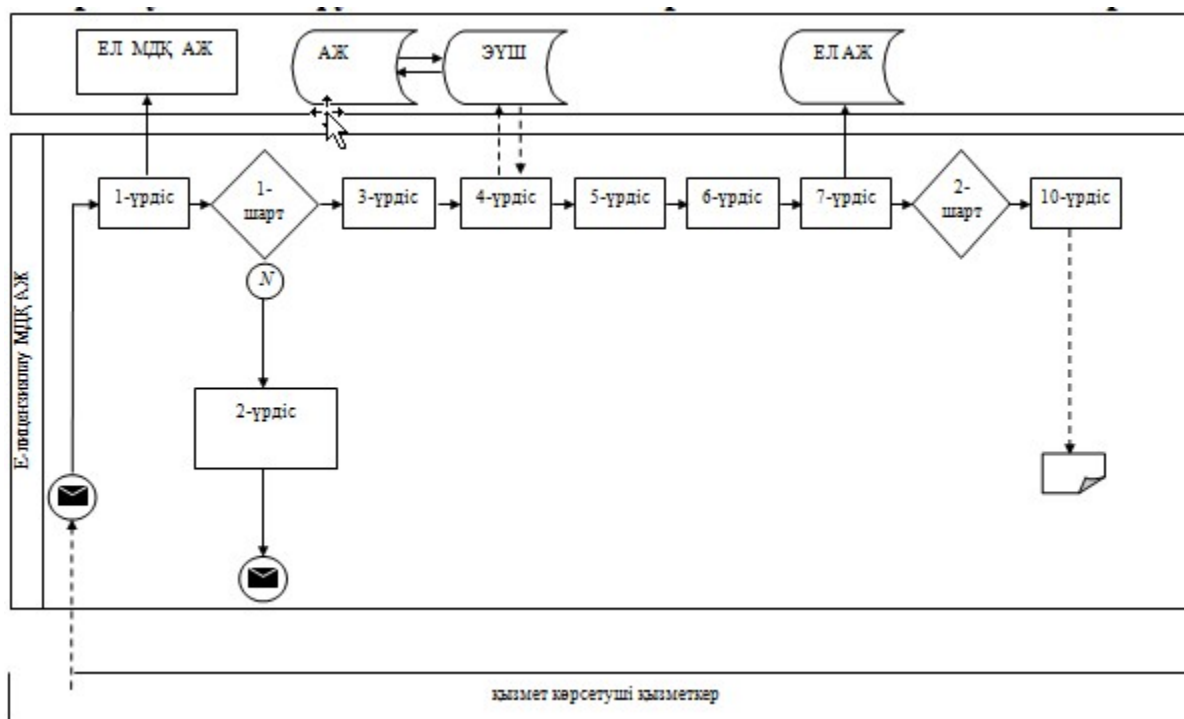 ЕЛ МДҚ АЖ
АЖ
ЭҮШ
ЕЛ АЖ
1-үрдіс
1-
шарт
3-үрдіс
4-үрдіс
5-үрдіс
6-үрдіс
7-үрдіс
2-
шарт
10-үрдіс
N
2-үрдіс
Е-лицензиялау МДҚ АЖ
қызмет көрсетуші қызметкер